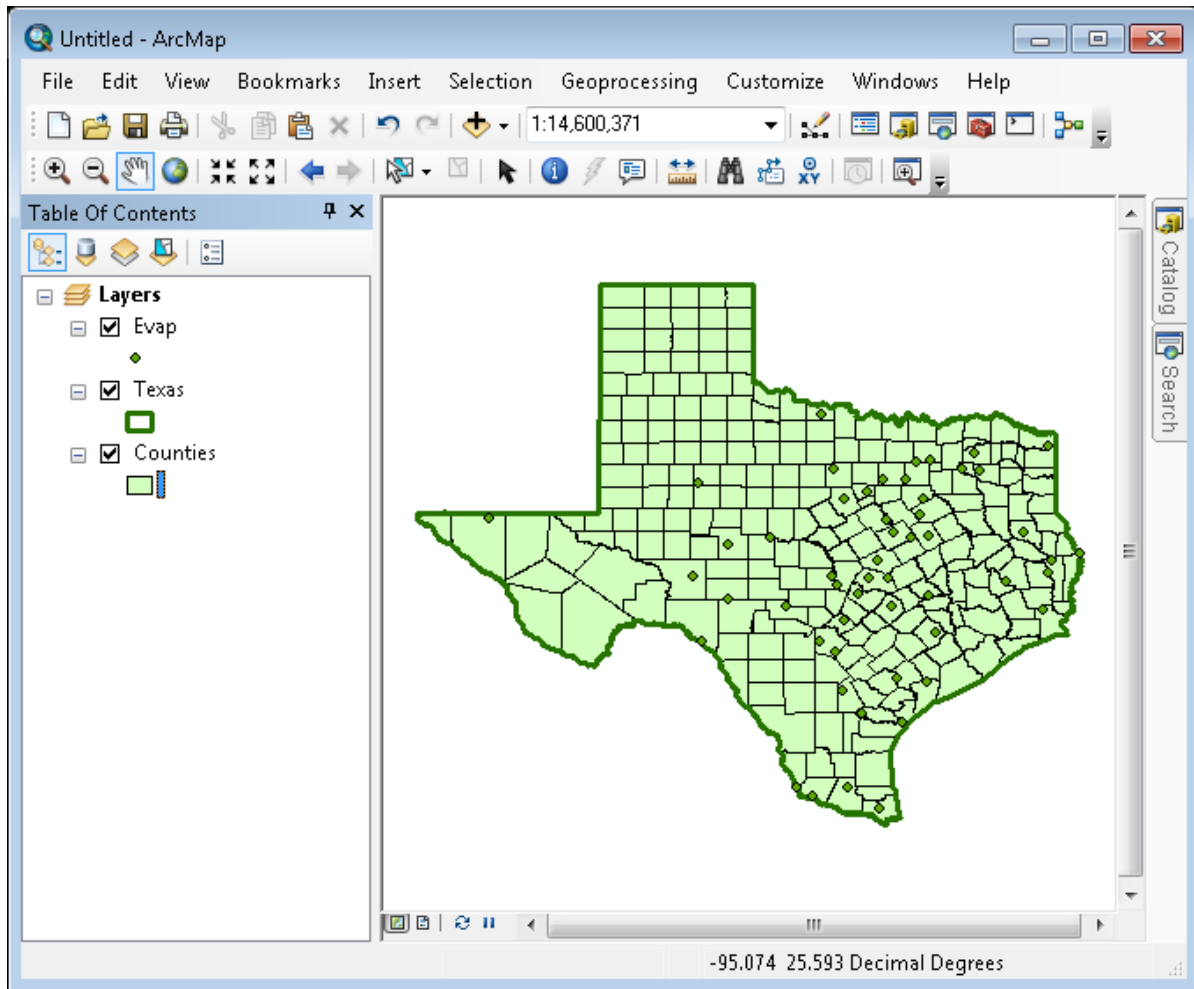 Untitled - ArcMap
File Edit View Bookmarks Insert Selection Geoprocessing Customize Windows Help
1:14,600,371
XY
Table Of Contents
Layers
Evap
Texas
Counties
Catalog
Search
-95.074 25.593 Decimal Degrees